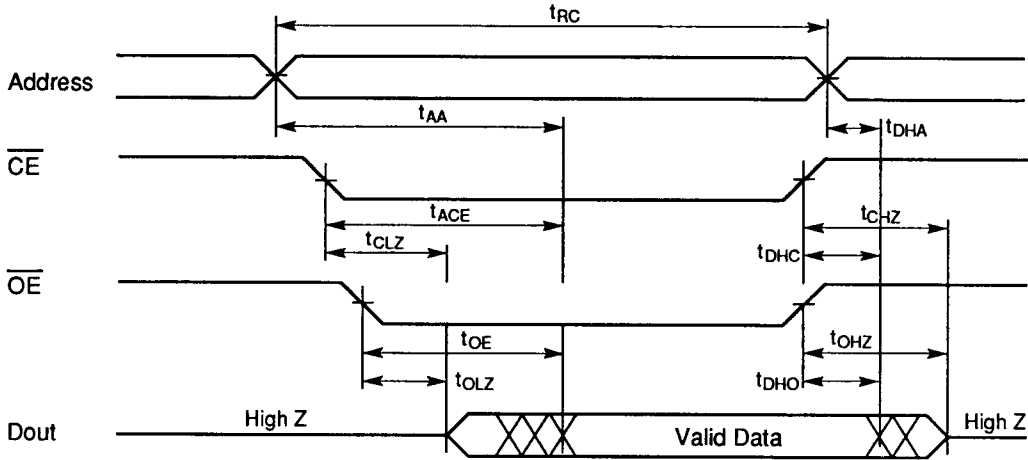 tRC
Address
tAA
tDHA
CE
tACE
tCHZ
tCLZ
tDHC
OE
tOE
tOHZ
tOLZ
tDHO
Dout
High Z
Valid Data
High Z